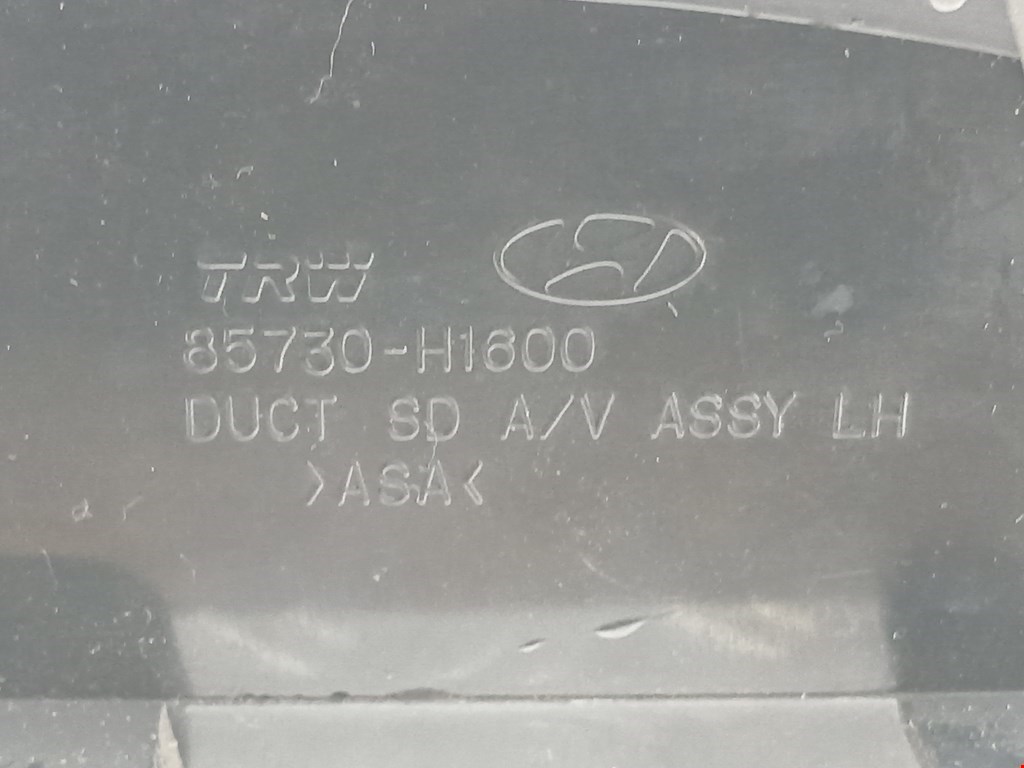 TRW
85730-H1600
DUCT SD A/V ASSY LH
>ASA<